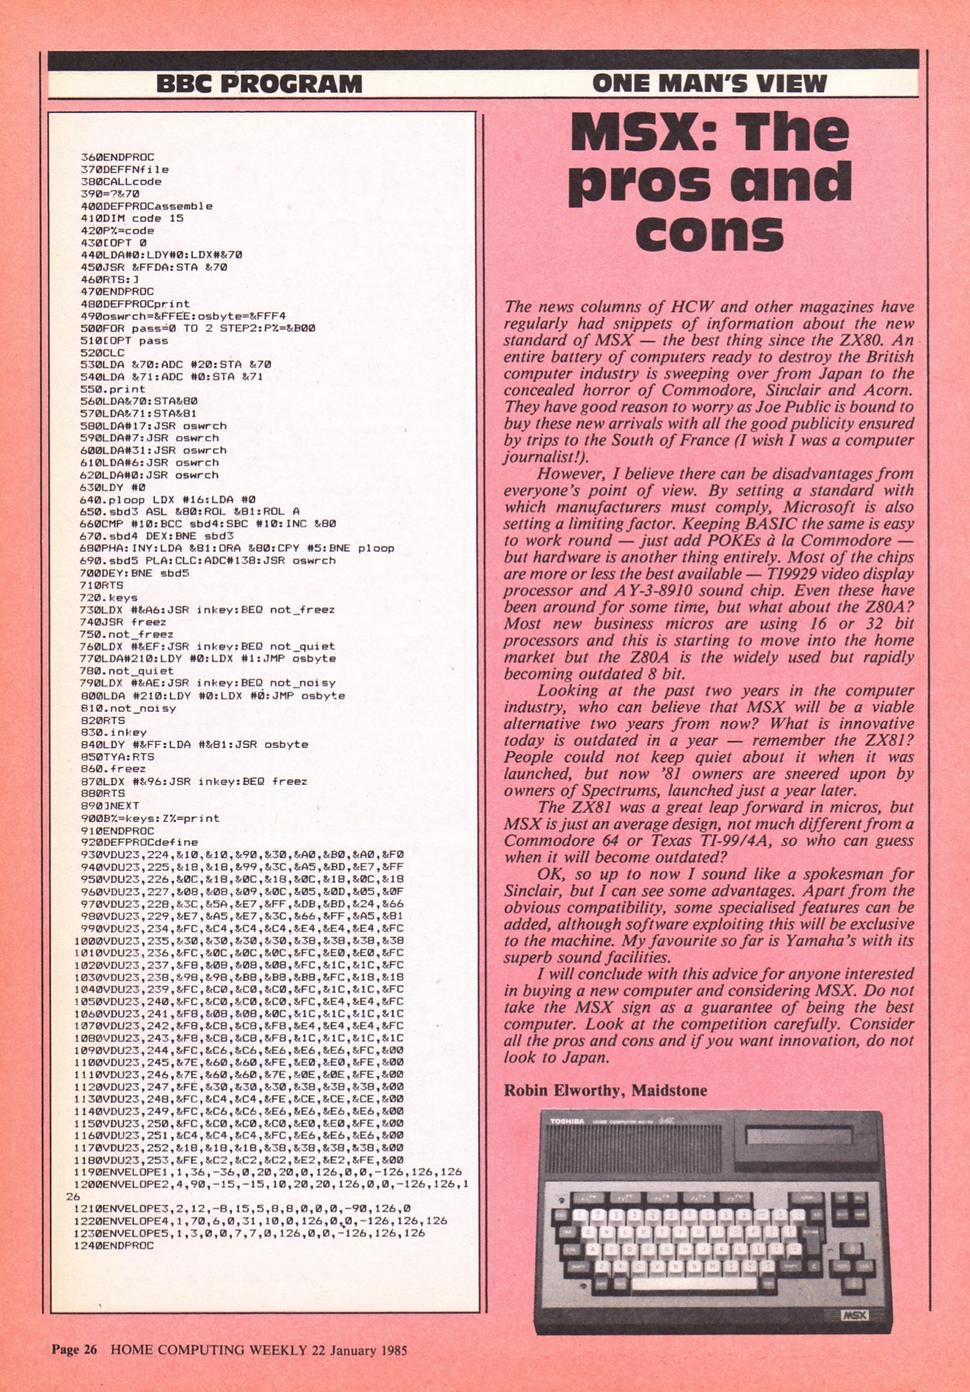 BBC PROGRAM
360ENDPROC
370DEFFNfile
380CALLcode
390=?&70
400DEFPROCassemble
410DIM code 15
420P%=code
430[OPT 0
440LDA#0:LDY#0:LDX#&70
450JSR &FFDA:STA &70
460RTS:]
470ENDPROC
480DEFPROCprint
490oswrch=&FFEE:osbyte=&FFF4
500FOR pass=0 TO 2 STEP2:P%=&B00
510[OPT pass
520CLC
530LDA &70:ADC #20:STA &70
540LDA &71:ADC #0:STA &71
550.print
560LDA&70:STA&80
570LDA&71:STA&81
580LDA#17:JSR oswrch
590LDA#7:JSR oswrch
600LDA#31:JSR oswrch
610LDA#6:JSR oswrch
620LDA#0:JSR oswrch
630LDY #0
640.ploop LDX #16:LDA #0
650.sbd3 ASL &80:ROL &81:ROL A
660CMP #10:BCC sbd4:SBC #10:INC &80
670.sbd4 DEX:BNE sbd3
680PHA:INY:LDA &81:ORA &80:CPY #5:BNE ploop
690.sbd5 PLA:CLC:ADC#138:JSR oswrch
700DEY:BNE sbd5
710RTS
720.keys
730LDX #&A6:JSR inkey:BEQ not_freez
740JSR freez
750.not_freez
760LDX #&EF:JSR inkey:BEQ not_quiet
770LDA#210:LDY #0:LDX #1:JMP osbyte
780.not_quiet
790LDX #&AE:JSR inkey:BEQ not_noisy
800LDA #210:LDY #0:LDX #0:JMP osbyte
810.not_noisy
820RTS
830.inkey
840LDY #&FF:LDA #&81:JSR osbyte
850TYA:RTS
860.freez
870LDX #&96:JSR inkey:BEQ freez
880RTS
890]NEXT
900B%=keys:Z%=print
910ENDPROC
920DEFPROCdefine
930VDU23,224,&10,&10,&90,&30,&A0,&B0,&A0,&F0
940VDU23,225,&18,&18,&99,&3C,&A5,&BD,&E7,&FF
950VDU23,226,&0C,&18,&0C,&18,&0C,&18,&0C,&18
960VDU23,227,&08,&08,&09,&0C,&05,&0D,&05,&0F
970VDU23,228,&3C,&5A,&E7,&FF,&DB,&BD,&24,&66
980VDU23,229,&E7,&A5,&E7,&3C,&66,&FF,&A5,&81
990VDU23,234,&FC,&C4,&C4,&C4,&E4,&E4,&E4,&FC
1000VDU23,235,&30,&30,&30,&30,&38,&38,&38,&38
1010VDU23,236,&FC,&0C,&0C,&0C,&FC,&E0,&E0,&FC
1020VDU23,237,&F8,&08,&08,&08,&FC,&1C,&1C,&FC
1030VDU23,238,&98,&98,&B8,&B8,&B8,&FC,&18,&18
1040VDU23,239,&FC,&C0,&C0,&C0,&FC,&1C,&1C,&FC
1050VDU23,240,&FC,&C0,&C0,&C0,&FC,&E4,&E4,&FC
1060VDU23,241,&F8,&08,&08,&0C,&1C,&1C,&1C,&1C
1070VDU23,242,&F8,&C8,&C8,&F8,&E4,&E4,&E4,&FC
1080VDU23,243,&F8,&C8,&C8,&F8,&1C,&1C,&1C,&1C
1090VDU23,244,&FC,&C6,&C6,&E6,&E6,&E6,&FC,&00
1100VDU23,245,&7E,&60,&60,&FE,&E0,&E0,&FE,&00
1110VDU23,246,&7E,&60,&60,&7E,&0E,&0E,&FE,&00
1120VDU23,247,&FE,&30,&30,&30,&38,&38,&38,&00
1130VDU23,248,&FC,&C4,&C4,&FE,&CE,&CE,&CE,&00
1140VDU23,249,&FC,&C6,&C6,&E6,&E6,&E6,&E6,&00
1150VDU23,250,&FC,&C0,&C0,&C0,&E0,&E0,&FE,&00
1160VDU23,251,&C4,&C4,&C4,&FC,&E6,&E6,&E6,&00
1170VDU23,252,&18,&18,&18,&38,&38,&38,&38,&00
1180VDU23,253,&FE,&C2,&C2,&C2,&E2,&E2,&FE,&00
1190ENVELOPE1,1,36,-36,0,20,20,0,126,0,0,-126,126,126
1200ENVELOPE2,4,90,-15,-15,10,20,20,126,0,0,-126,126,1
26
1210ENVELOPE3,2,12,-8,15,5,8,8,0,0,0,-90,126,0
1220ENVELOPE4,1,70,6,0,31,10,0,126,0,0,-126,126,126
1230ENVELOPE5,1,3,0,0,7,7,0,126,0,0,-126,126,126
1240ENDPROC
ONE MAN'S VIEW
MSX: The
pros and
cons
The news columns of HCW and other magazines have
regularly had snippets of information about the new
standard of MSX — the best thing since the ZX80. An
entire battery of computers ready to destroy the British
computer industry is sweeping over from Japan to the
concealed horror of Commodore, Sinclair and Acorn.
They have good reason to worry as Joe Public is bound to
buy these new arrivals with all the good publicity ensured
by trips to the South of France (I wish I was a computer
journalist!).
However, I believe there can be disadvantages from
everyone's point of view. By setting a standard with
which manufacturers must comply, Microsoft is also
setting a limiting factor. Keeping BASIC the same is easy
to work round — just add POKEs à la Commodore —
but hardware is another thing entirely. Most of the chips
are more or less the best available — TI9929 video display
processor and AY-3-8910 sound chip. Even these have
been around for some time, but what about the Z80A?
Most new business micros are using 16 or 32 bit
processors and this is starting to move into the home
market but the Z80A is the widely used but rapidly
becoming outdated 8 bit.
Looking at the past two years in the computer
industry, who can believe that MSX will be a viable
alternative two years from now? What is innovative
today is outdated in a year — remember the ZX81?
People could not keep quiet about it when it was
launched, but now '81 owners are sneered upon by
owners of Spectrums, launched just a year later.
The ZX81 was a great leap forward in micros, but
MSX is just an average design, not much different from a
Commodore 64 or Texas TI-99/4A, so who can guess
when it will become outdated?
OK, so up to now I sound like a spokesman for
Sinclair, but I can see some advantages. Apart from the
obvious compatibility, some specialised features can be
added, although software exploiting this will be exclusive
to the machine. My favourite so far is Yamaha's with its
superb sound facilities.
I will conclude with this advice for anyone interested
in buying a new computer and considering MSX. Do not
take the MSX sign as a guarantee of being the best
computer. Look at the competition carefully. Consider
all the pros and cons and if you want innovation, do not
look to Japan.
Robin Elworthy, Maidstone
TOSHIBA
MSX
Page 26 HOME COMPUTING WEEKLY 22 January 1985